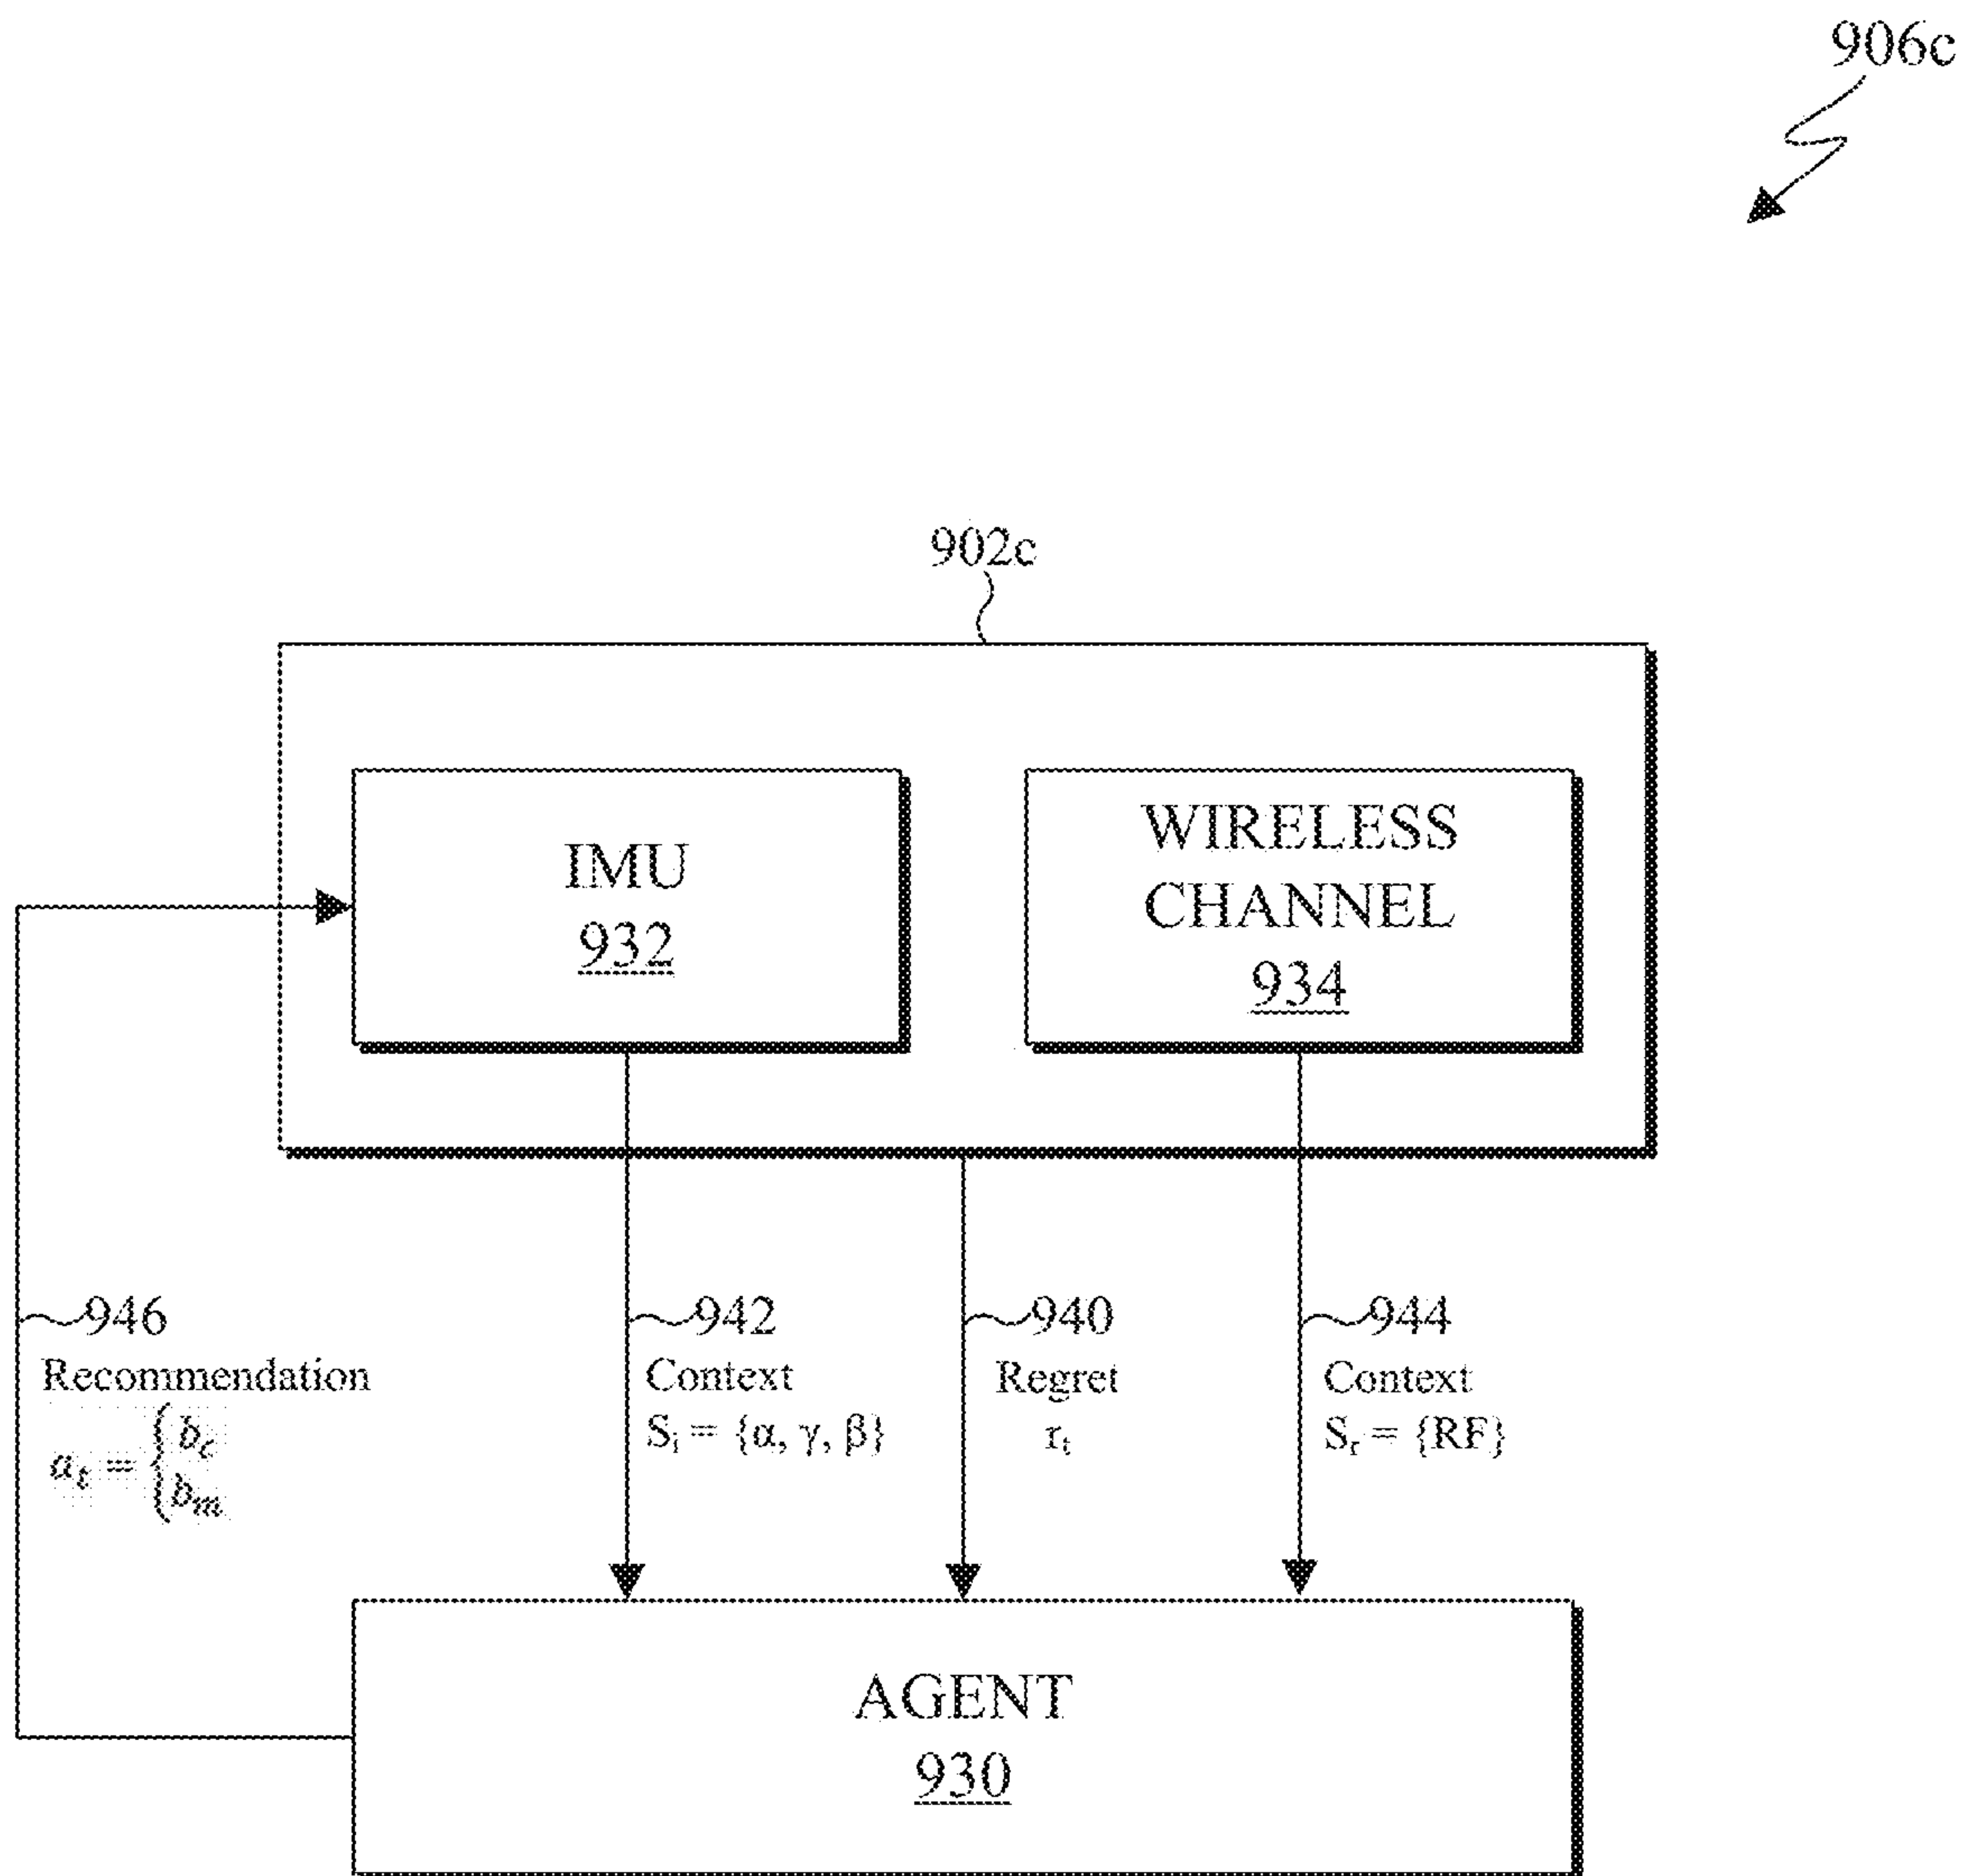 906c
902c
IMU
932
WIRELESS
CHANNEL
934
946
Recommendation
a_t = { b_c
b_m
942
Context
S_i = {α, γ, β}
940
Regret
r_t
944
Context
S_r = {RF}
AGENT
930